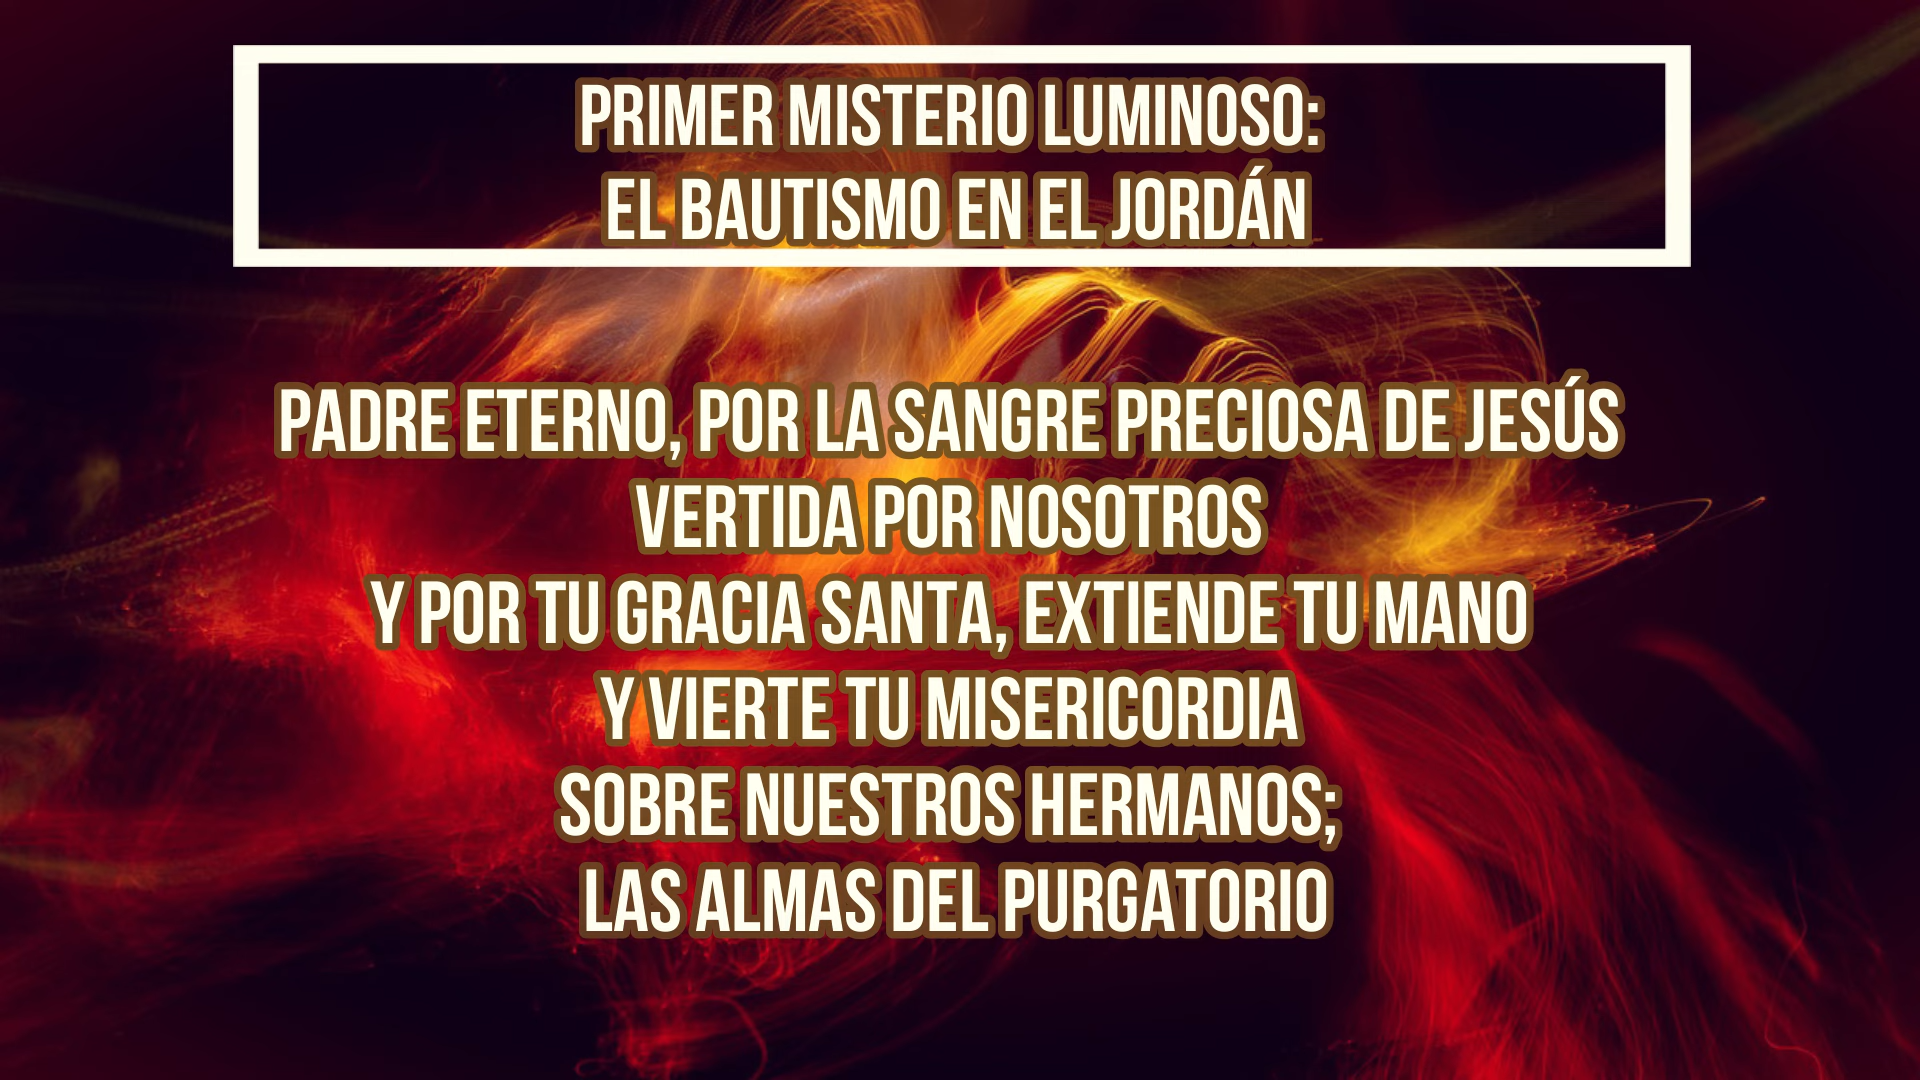 PRIMER MISTERIO LUMINOSO:
EL BAUTISMO EN EL JORDÁN
PADRE ETERNO, POR LA SANGRE PRECIOSA DE JESÚS
VERTIDA POR NOSOTROS
Y POR TU GRACIA SANTA, EXTIENDE TU MANO
Y VIERTE TU MISERICORDIA
SOBRE NUESTROS HERMANOS;
LAS ALMAS DEL PURGATORIO